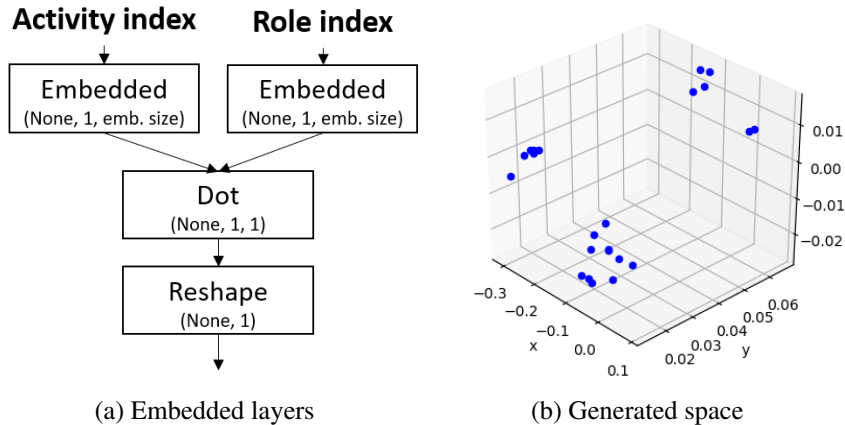 Activity index
Role index
Embedded
(None, 1, emb. size)
Embedded
(None, 1, emb. size)
Dot
(None, 1, 1)
Reshape
(None, 1)
(a) Embedded layers
0.01
0.00
−0.01
−0.02
−0.3
−0.2
−0.1
0.0
0.1
x
0.02
0.03
0.04
0.05
0.06
y
(b) Generated space